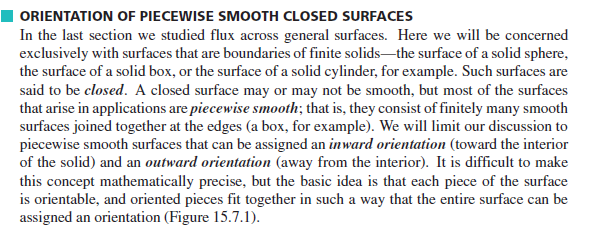 ORIENTATION OF PIECEWISE SMOOTH CLOSED SURFACES
In the last section we studied flux across general surfaces. Here we will be concerned
exclusively with surfaces that are boundaries of finite solids—the surface of a solid sphere,
the surface of a solid box, or the surface of a solid cylinder, for example. Such surfaces are
said to be closed. A closed surface may or may not be smooth, but most of the surfaces
that arise in applications are piecewise smooth; that is, they consist of finitely many smooth
surfaces joined together at the edges (a box, for example). We will limit our discussion to
piecewise smooth surfaces that can be assigned an inward orientation (toward the interior
of the solid) and an outward orientation (away from the interior). It is difficult to make
this concept mathematically precise, but the basic idea is that each piece of the surface
is orientable, and oriented pieces fit together in such a way that the entire surface can be
assigned an orientation (Figure 15.7.1).